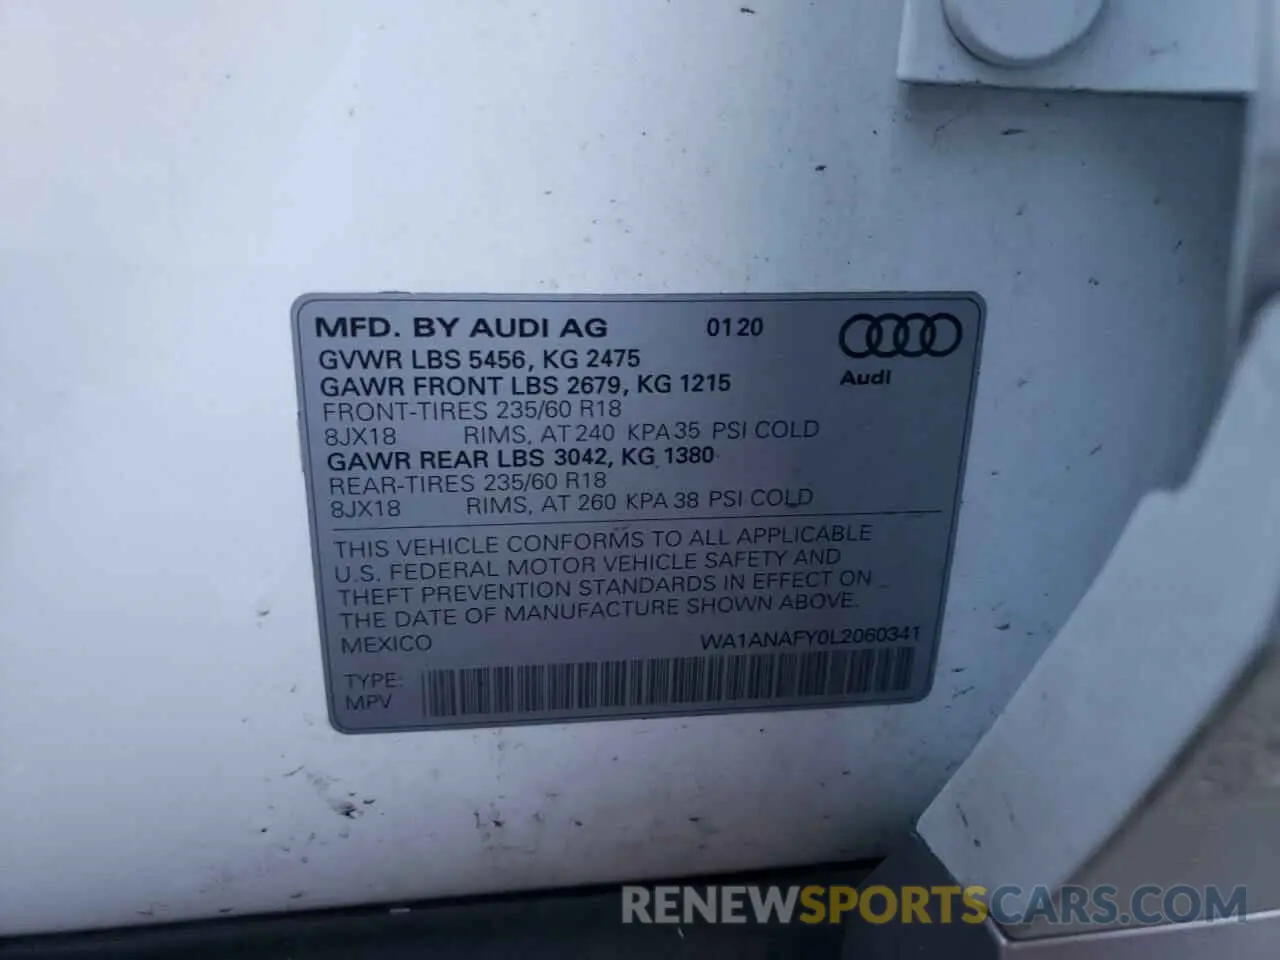 MFD. BY AUDI AG 0120
Audi
GVWR LBS 5456, KG 2475
GAWR FRONT LBS 2679, KG 1215
FRONT-TIRES 235/60 R18
8JX18 RIMS, AT 240 KPA 35 PSI COLD
GAWR REAR LBS 3042, KG 1380
REAR-TIRES 235/60 R18
8JX18 RIMS, AT 260 KPA 38 PSI COLD
THIS VEHICLE CONFORMS TO ALL APPLICABLE
U.S. FEDERAL MOTOR VEHICLE SAFETY AND
THEFT PREVENTION STANDARDS IN EFFECT ON
THE DATE OF MANUFACTURE SHOWN ABOVE.
MEXICO WA1ANAFY0L2060341
TYPE:
MPV
RENEWSPORTSCARS.COM